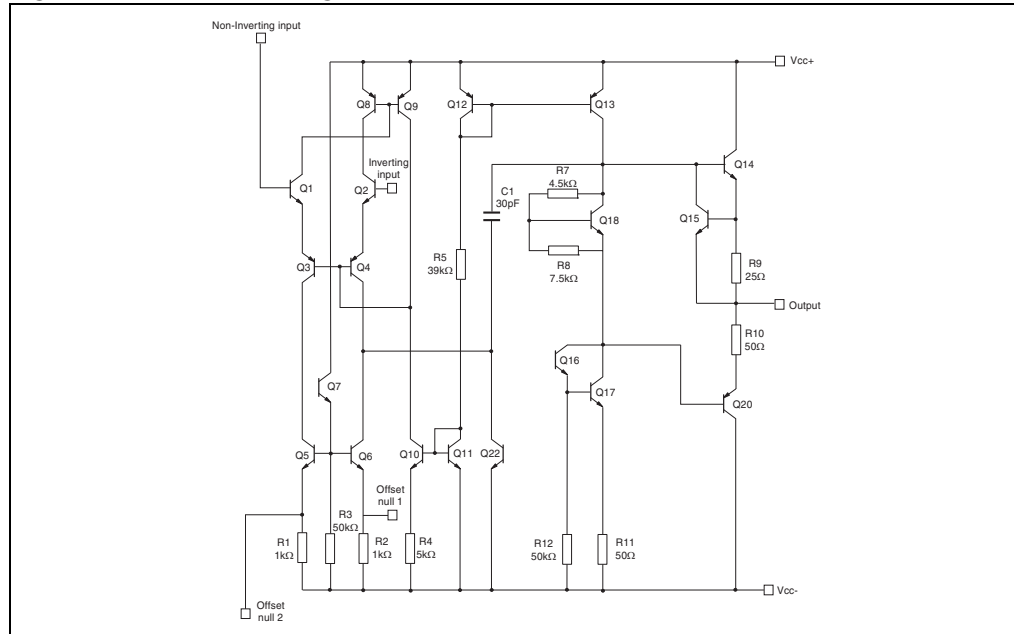 Non-Inverting input
Vcc+
Q8
Q9
Q12
Q13
Q14
Inverting
input
Q1
Q2
C1
30pF
R7
4.5kΩ
Q18
Q15
Q3
Q4
R5
39kΩ
R8
7.5kΩ
R9
25Ω
Output
R10
50Ω
Q7
Q16
Q17
Q20
Q5
Q6
Q10
Q11
Q22
Offset
null 1
R3
50kΩ
R1
1kΩ
R2
1kΩ
R4
5kΩ
R12
50kΩ
R11
50Ω
Vcc-
Offset
null 2